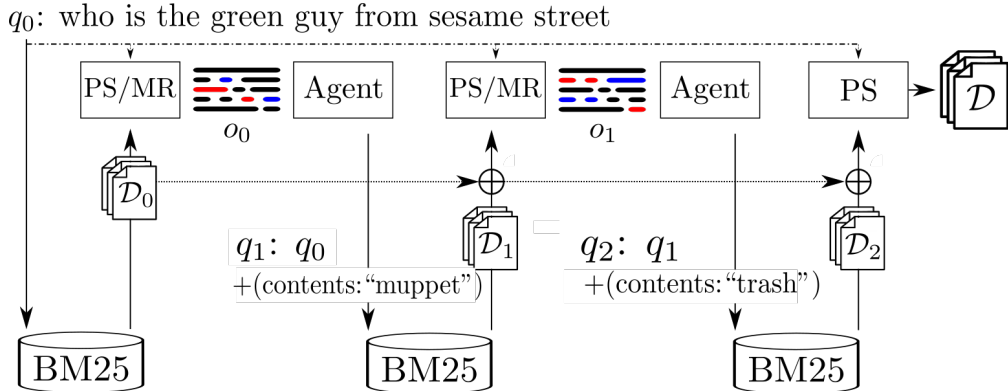 q₀: who is the green guy from sesame street
PS/MR
Agent
PS/MR
Agent
PS
𝒟
o₀
o₁
𝒟₀
𝒟₁
𝒟₂
q₁: q₀
+(contents:“muppet”)
q₂: q₁
+(contents:“trash”)
BM25
BM25
BM25